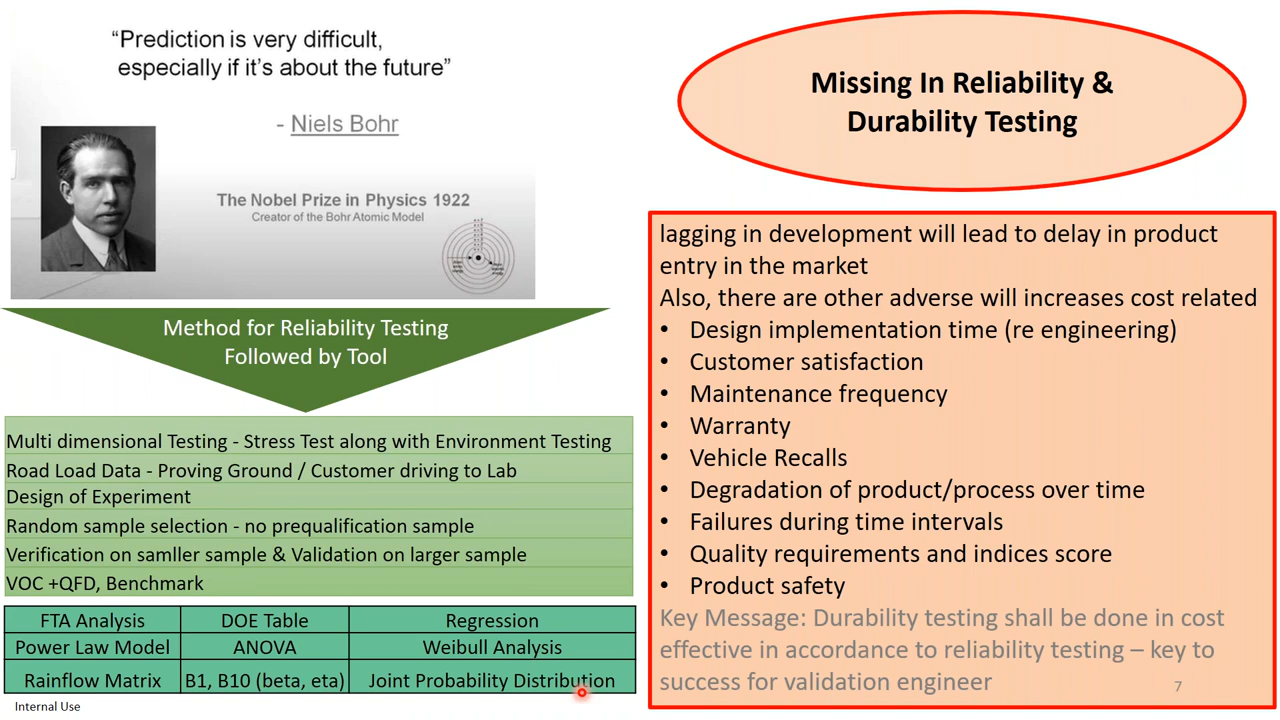 “Prediction is very difficult,
especially if it’s about the future”
- Niels Bohr
The Nobel Prize in Physics 1922
Creator of the Bohr Atomic Model
Method for Reliability Testing
Followed by Tool
Multi dimensional Testing - Stress Test along with Environment Testing
Road Load Data - Proving Ground / Customer driving to Lab
Design of Experiment
Random sample selection - no prequalification sample
Verification on samller sample & Validation on larger sample
VOC +QFD, Benchmark
FTA Analysis DOE Table Regression
Power Law Model ANOVA Weibull Analysis
Rainflow Matrix B1, B10 (beta, eta) Joint Probability Distribution
Internal Use
Missing In Reliability &
Durability Testing
lagging in development will lead to delay in product
entry in the market
Also, there are other adverse will increases cost related
• Design implementation time (re engineering)
• Customer satisfaction
• Maintenance frequency
• Warranty
• Vehicle Recalls
• Degradation of product/process over time
• Failures during time intervals
• Quality requirements and indices score
• Product safety
Key Message: Durability testing shall be done in cost
effective in accordance to reliability testing – key to
success for validation engineer
7